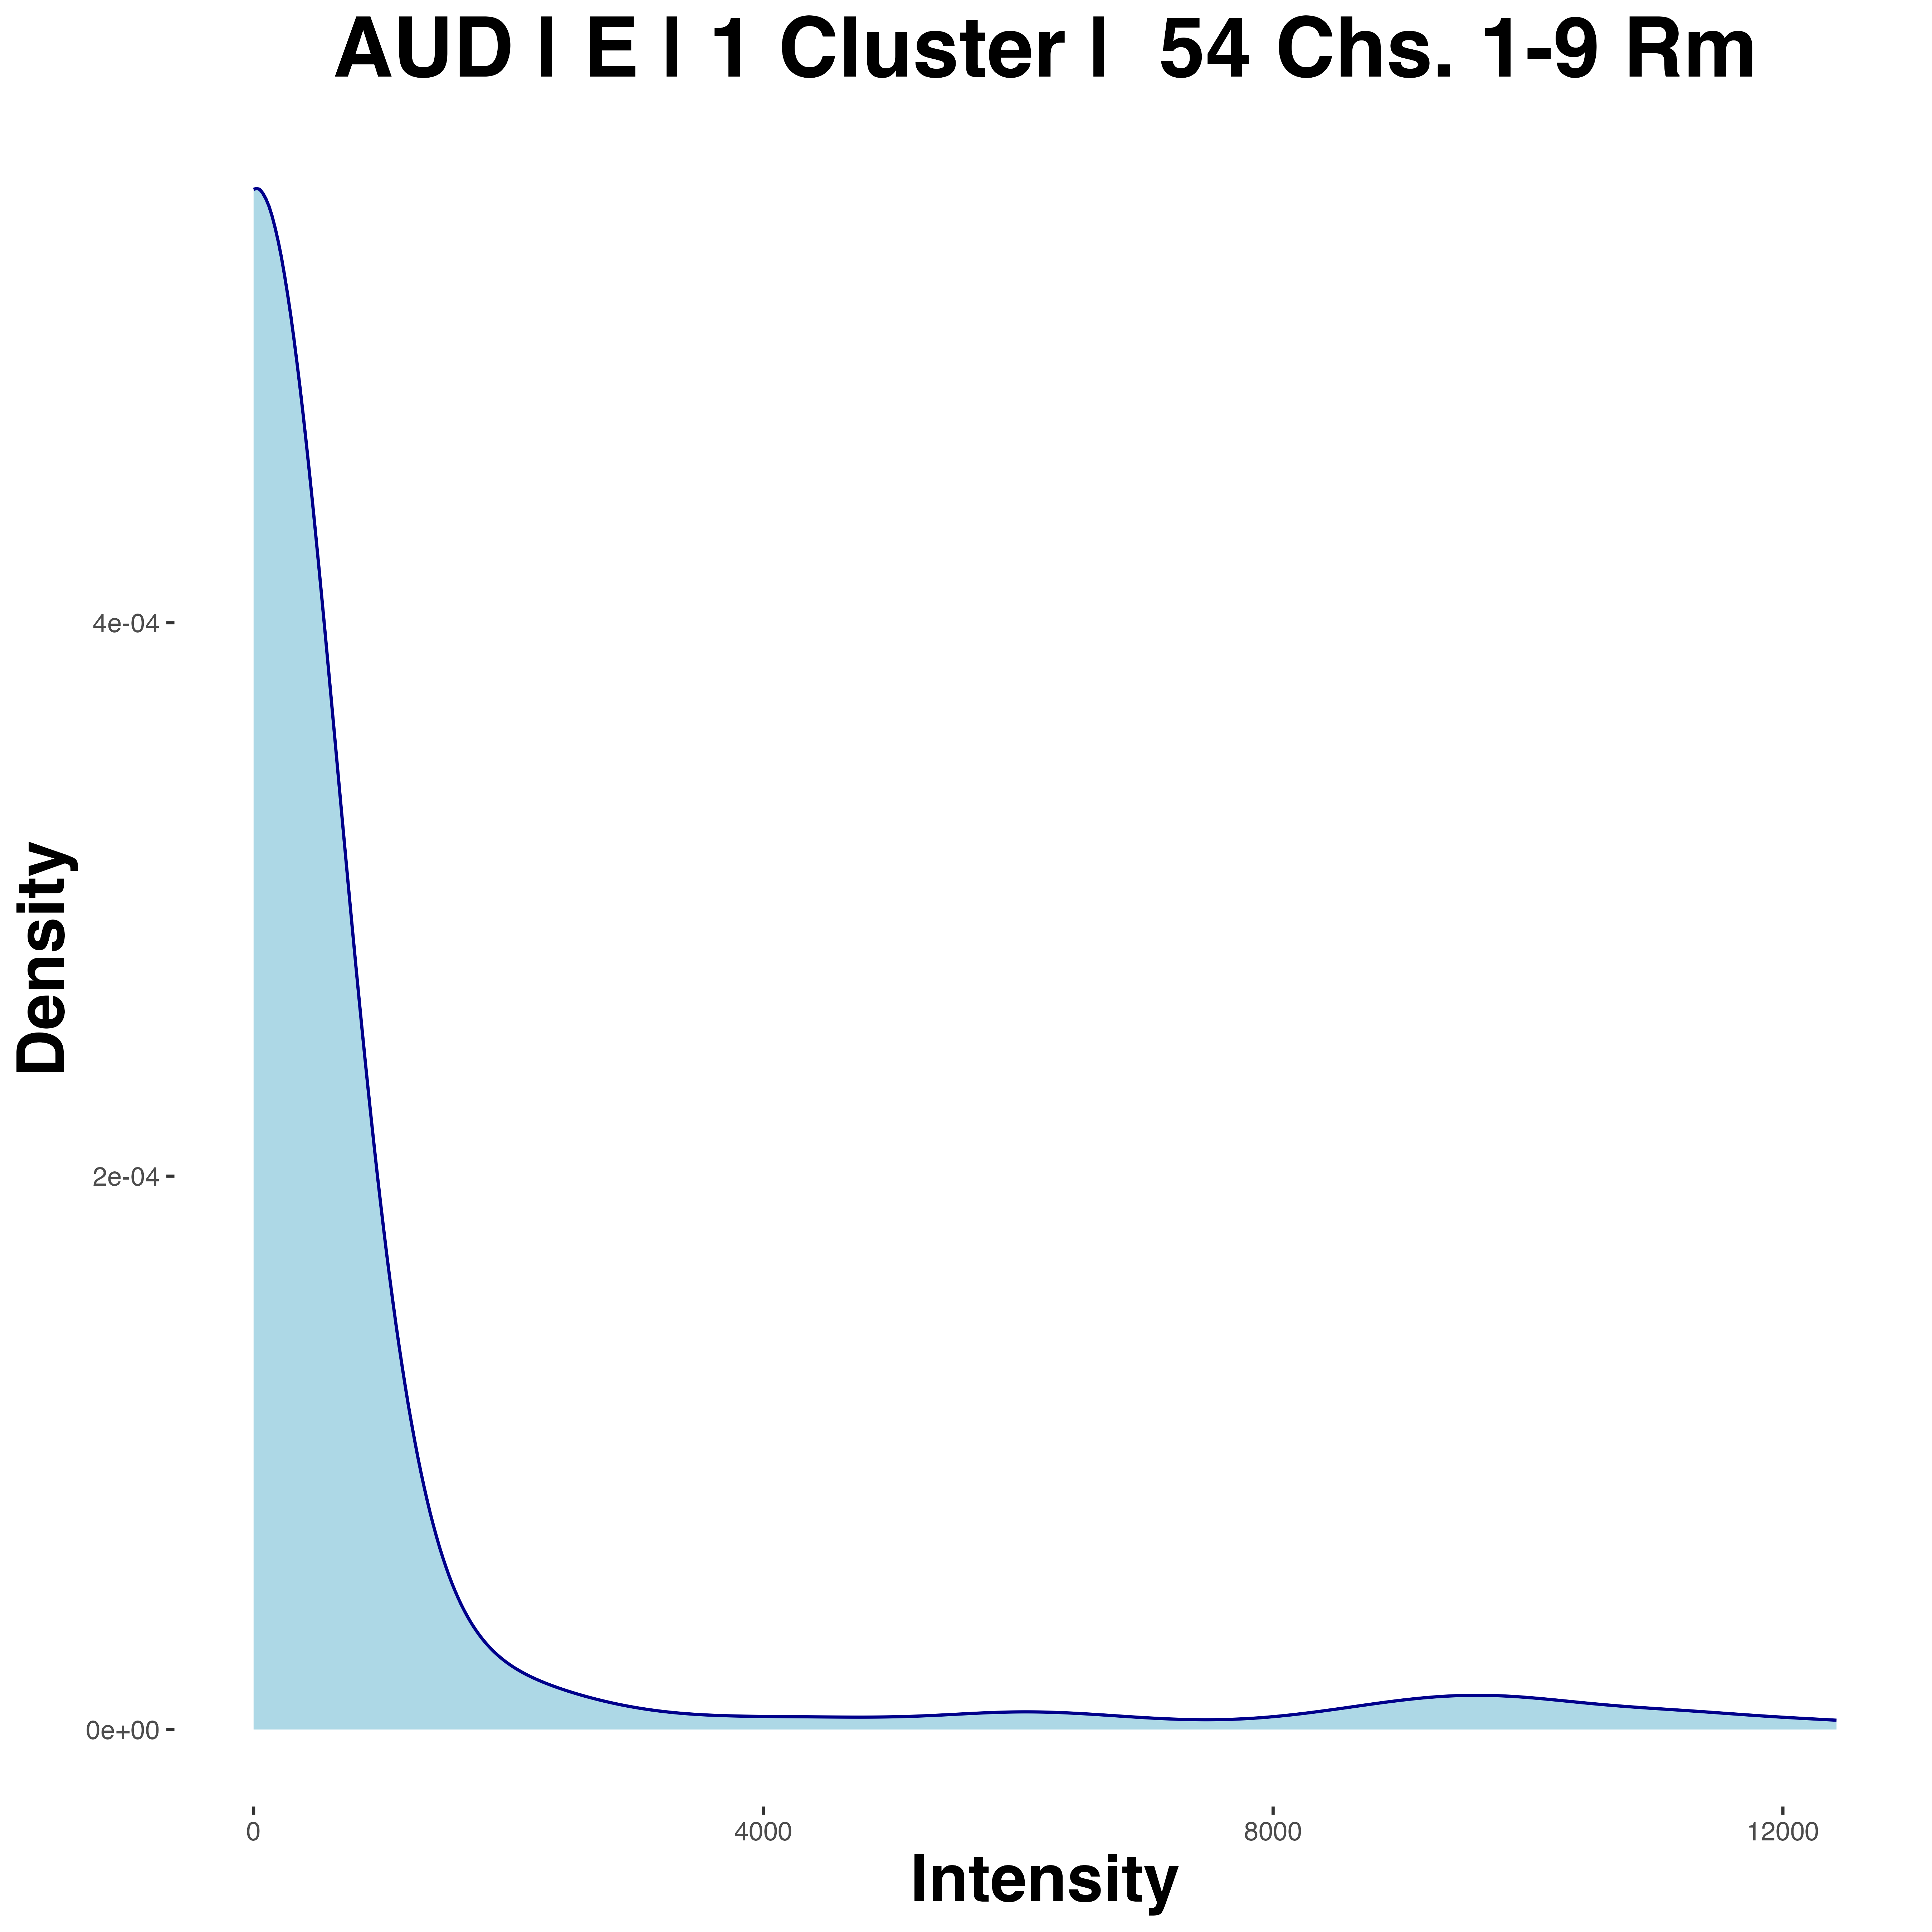 AUD | E | 1 Cluster |  54 Chs. 1-9 Rm
Density
4e-04
2e-04
0e+00
0 4000 8000 12000
Intensity